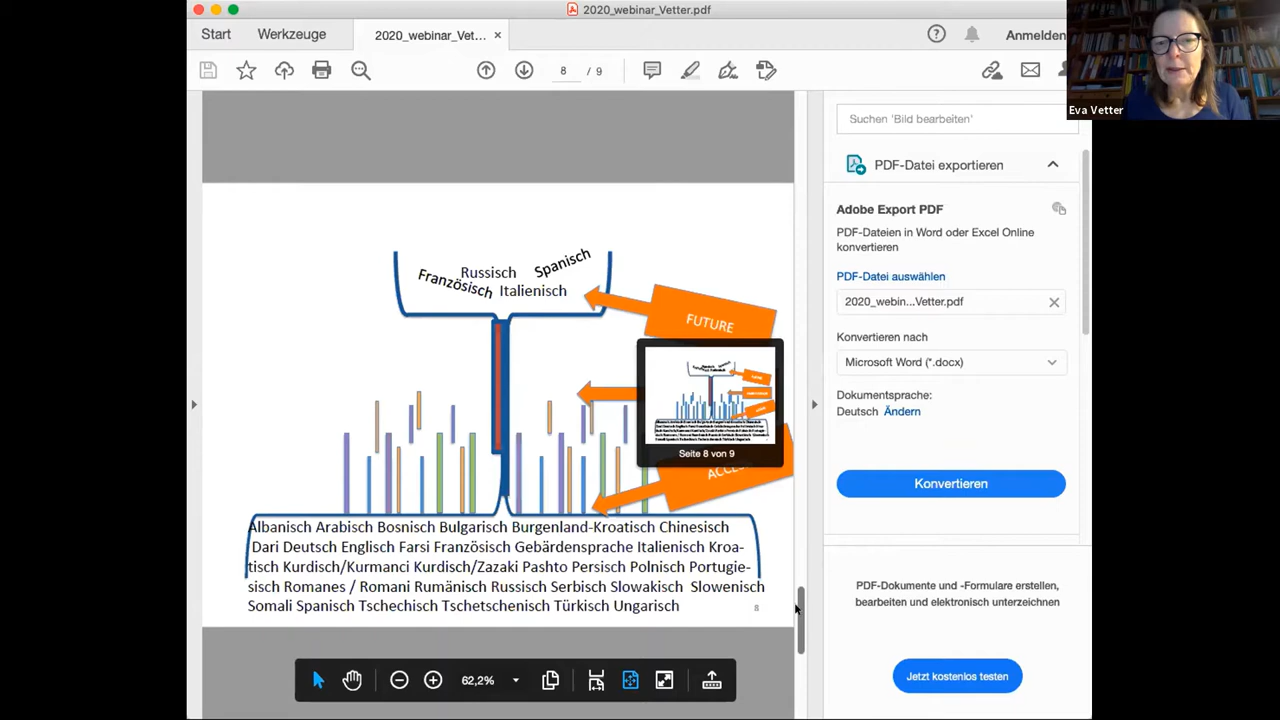 2020_webinar_Vetter.pdf
Start
Werkzeuge
2020_webinar_Vet...
Anmelden
8 / 9
Eva Vetter
Suchen 'Bild bearbeiten'
PDF-Datei exportieren
Adobe Export PDF
PDF-Dateien in Word oder Excel Online
konvertieren
PDF-Datei auswählen
2020_webin...Vetter.pdf
Konvertieren nach
Microsoft Word (*.docx)
Dokumentsprache:
Deutsch Ändern
Konvertieren
PDF-Dokumente und -Formulare erstellen,
bearbeiten und elektronisch unterzeichnen
Jetzt kostenlos testen
Französisch
Russisch
Spanisch
Italienisch
FUTURE
Seite 8 von 9
Albanisch Arabisch Bosnisch Bulgarisch Burgenland-Kroatisch Chinesisch
Dari Deutsch Englisch Farsi Französisch Gebärdensprache Italienisch Kroa-
tisch Kurdisch/Kurmanci Kurdisch/Zazaki Pashto Persisch Polnisch Portugie-
sisch Romanes / Romani Rumänisch Russisch Serbisch Slowakisch Slowenisch
Somali Spanisch Tschechisch Tschetschenisch Türkisch Ungarisch
8
62,2%